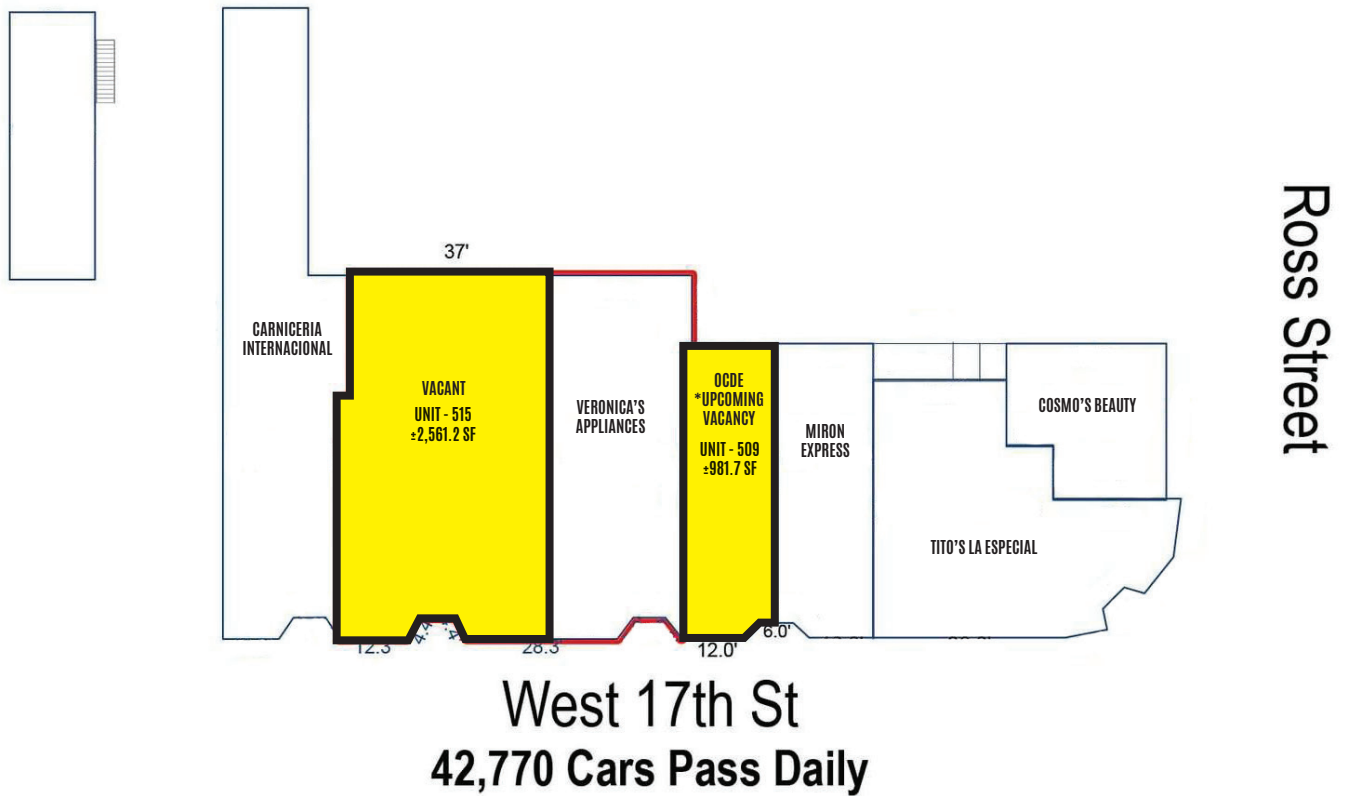 37'
CARNICERIA
INTERNACIONAL
VACANT
UNIT - 515
±2,561.2 SF
VERONICA'S
APPLIANCES
OCDE
*UPCOMING
VACANCY
UNIT - 509
±981.7 SF
MIRON
EXPRESS
COSMO'S BEAUTY
TITO'S LA ESPECIAL
Ross Street
12.3
28.3
12.0'
6.0'
West 17th St
42,770 Cars Pass Daily